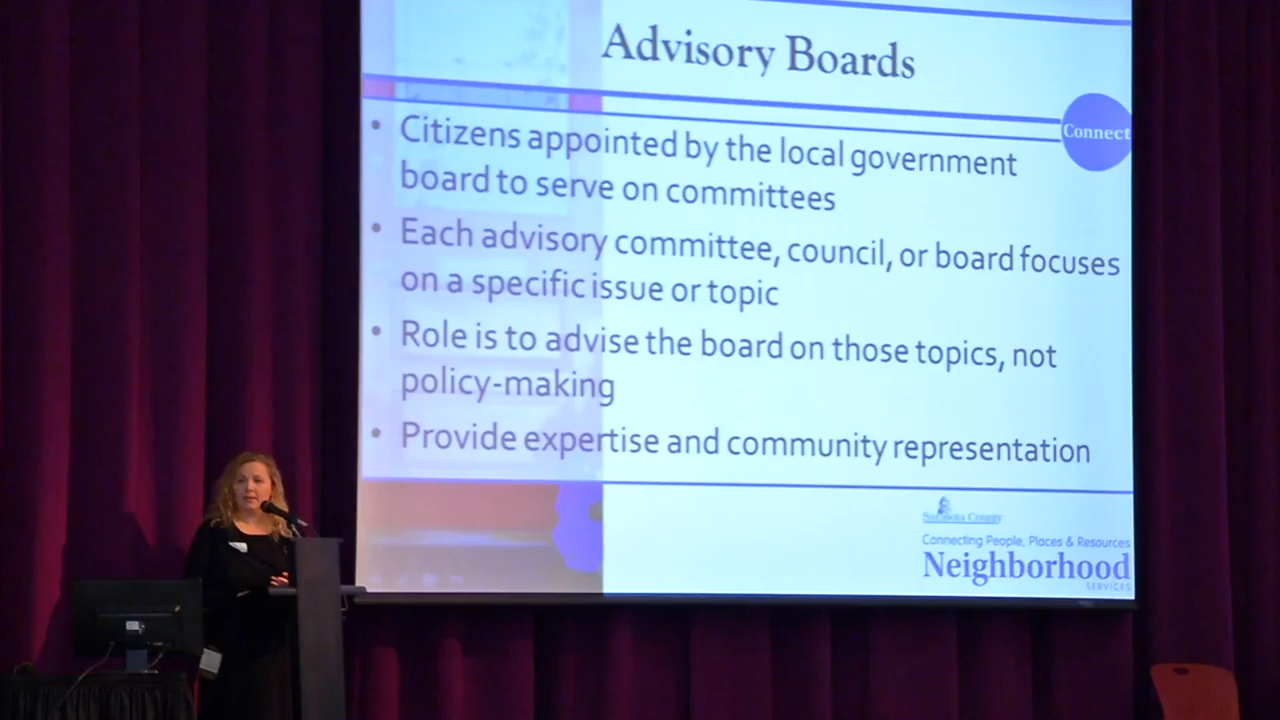 Advisory Boards
Connect
• Citizens appointed by the local government
board to serve on committees
• Each advisory committee, council, or board focuses
on a specific issue or topic
• Role is to advise the board on those topics, not
policy-making
• Provide expertise and community representation
Sarasota County
Connecting People, Places & Resources
Neighborhood
SERVICES